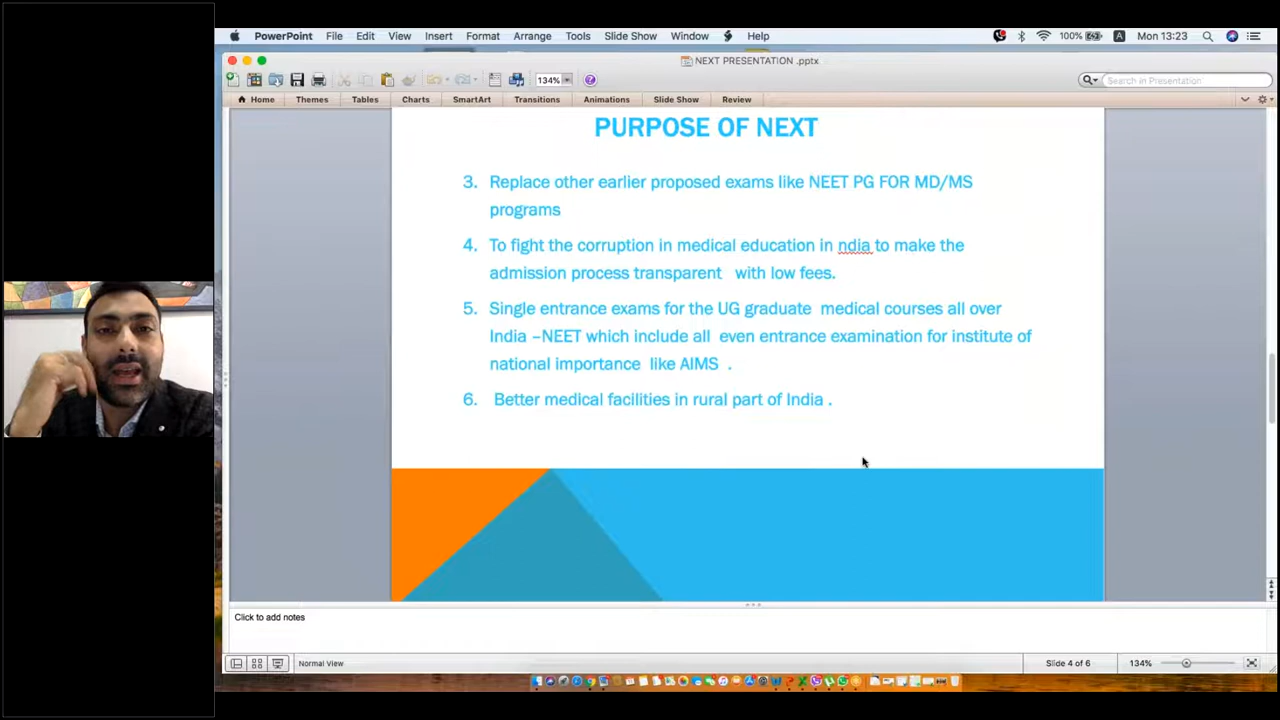 PowerPoint File Edit View Insert Format Arrange Tools Slide Show Window Help 100% Mon 13:23
NEXT PRESENTATION .pptx
134% Search in Presentation
Home Themes Tables Charts SmartArt Transitions Animations Slide Show Review
PURPOSE OF NEXT
3. Replace other earlier proposed exams like NEET PG FOR MD/MS
programs
4. To fight the corruption in medical education in ndia to make the
admission process transparent with low fees.
5. Single entrance exams for the UG graduate medical courses all over
India –NEET which include all even entrance examination for institute of
national importance like AIMS .
6. Better medical facilities in rural part of India .
Click to add notes
Normal View Slide 4 of 6 134%